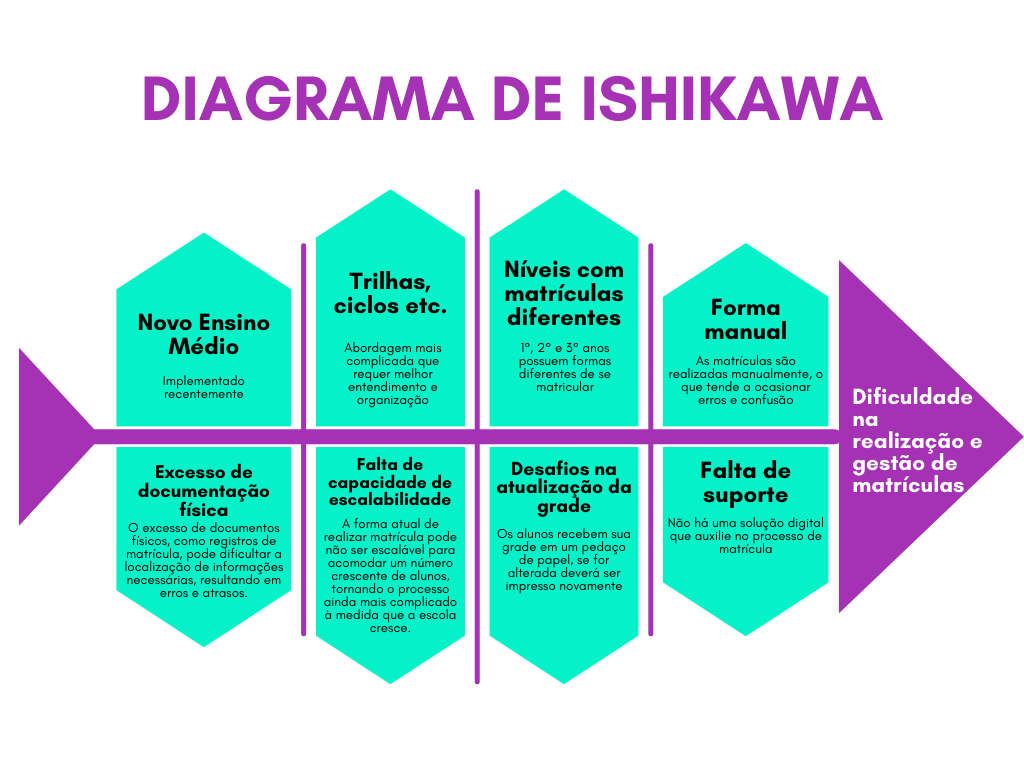 DIAGRAMA DE ISHIKAWA
Novo Ensino
Médio
Implementado
recentemente
Trilhas,
ciclos etc.
Abordagem mais
complicada que
requer melhor
entendimento e
organização
Níveis com
matrículas
diferentes
1°, 2° e 3° anos
possuem formas
diferentes de se
matricular
Forma
manual
As matrículas são
realizadas manualmente, o
que tende a ocasionar
erros e confusão
Dificuldade
na
realização e
gestão de
matrículas
Excesso de
documentação
física
O excesso de documentos
físicos, como registros de
matrícula, pode dificultar a
localização de informações
necessárias, resultando em
erros e atrasos.
Falta de
capacidade de
escalabilidade
A forma atual de
realizar matrícula pode
não ser escalável para
acomodar um número
crescente de alunos,
tornando o processo
ainda mais complicado
à medida que a escola
cresce.
Desafios na
atualização da
grade
Os alunos recebem sua
grade em um pedaço
de papel, se for
alterada deverá ser
impresso novamente
Falta de
suporte
Não há uma solução digital
que auxilie no processo de
matrícula